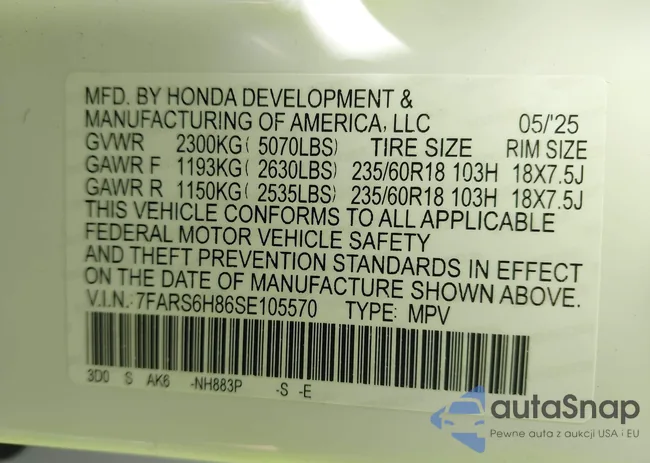 MFD. BY HONDA DEVELOPMENT &
MANUFACTURING OF AMERICA, LLC 05/'25
GVWR 2300KG( 5070LBS) TIRE SIZE RIM SIZE
GAWR F 1193KG( 2630LBS) 235/60R18 103H 18X7.5J
GAWR R 1150KG( 2535LBS) 235/60R18 103H 18X7.5J
THIS VEHICLE CONFORMS TO ALL APPLICABLE
FEDERAL MOTOR VEHICLE SAFETY
AND THEFT PREVENTION STANDARDS IN EFFECT
ON THE DATE OF MANUFACTURE SHOWN ABOVE.
V.I.N.: 7FARS6H86SE105570 TYPE: MPV
3D0 S AK6 -NH883P -S -E
autaSnap
Pewne auta z aukcji USA i EU